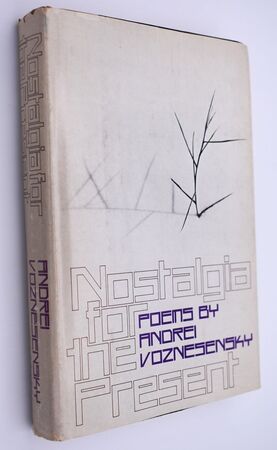 Nostalgia for
the Present
ANDREI
VOZNESENSKY
Nostalgia
for
the
Present
POEMS BY
ANDREI
VOZNESENSKY